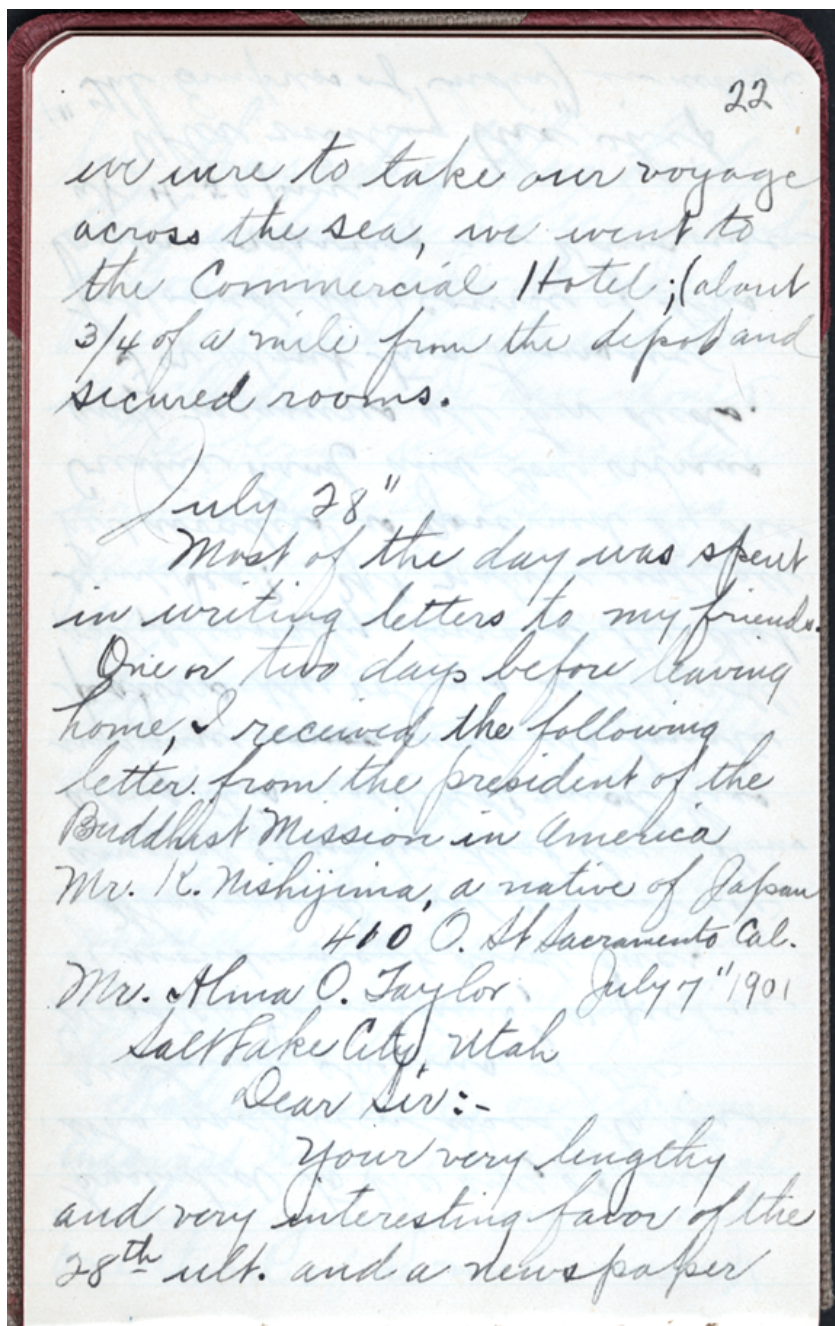 22
we were to take our voyage
across the sea, we went to
the Commercial Hotel; (about
3/4 of a mile from the depot and
secured rooms.
July 28"
Most of the day was spent
in writing letters to my friends.
One or two days before leaving
home, I received the following
letter from the president of the
Buddhist Mission in America
Mr. K. Nishijima, a native of Japan
410 O. St Sacramento Cal.
Mr. Alma O. Taylor July 7" 1901
Salt Lake City, Utah
Dear Sir:-
Your very lengthy
and very interesting favor of the
28th ult. and a newspaper